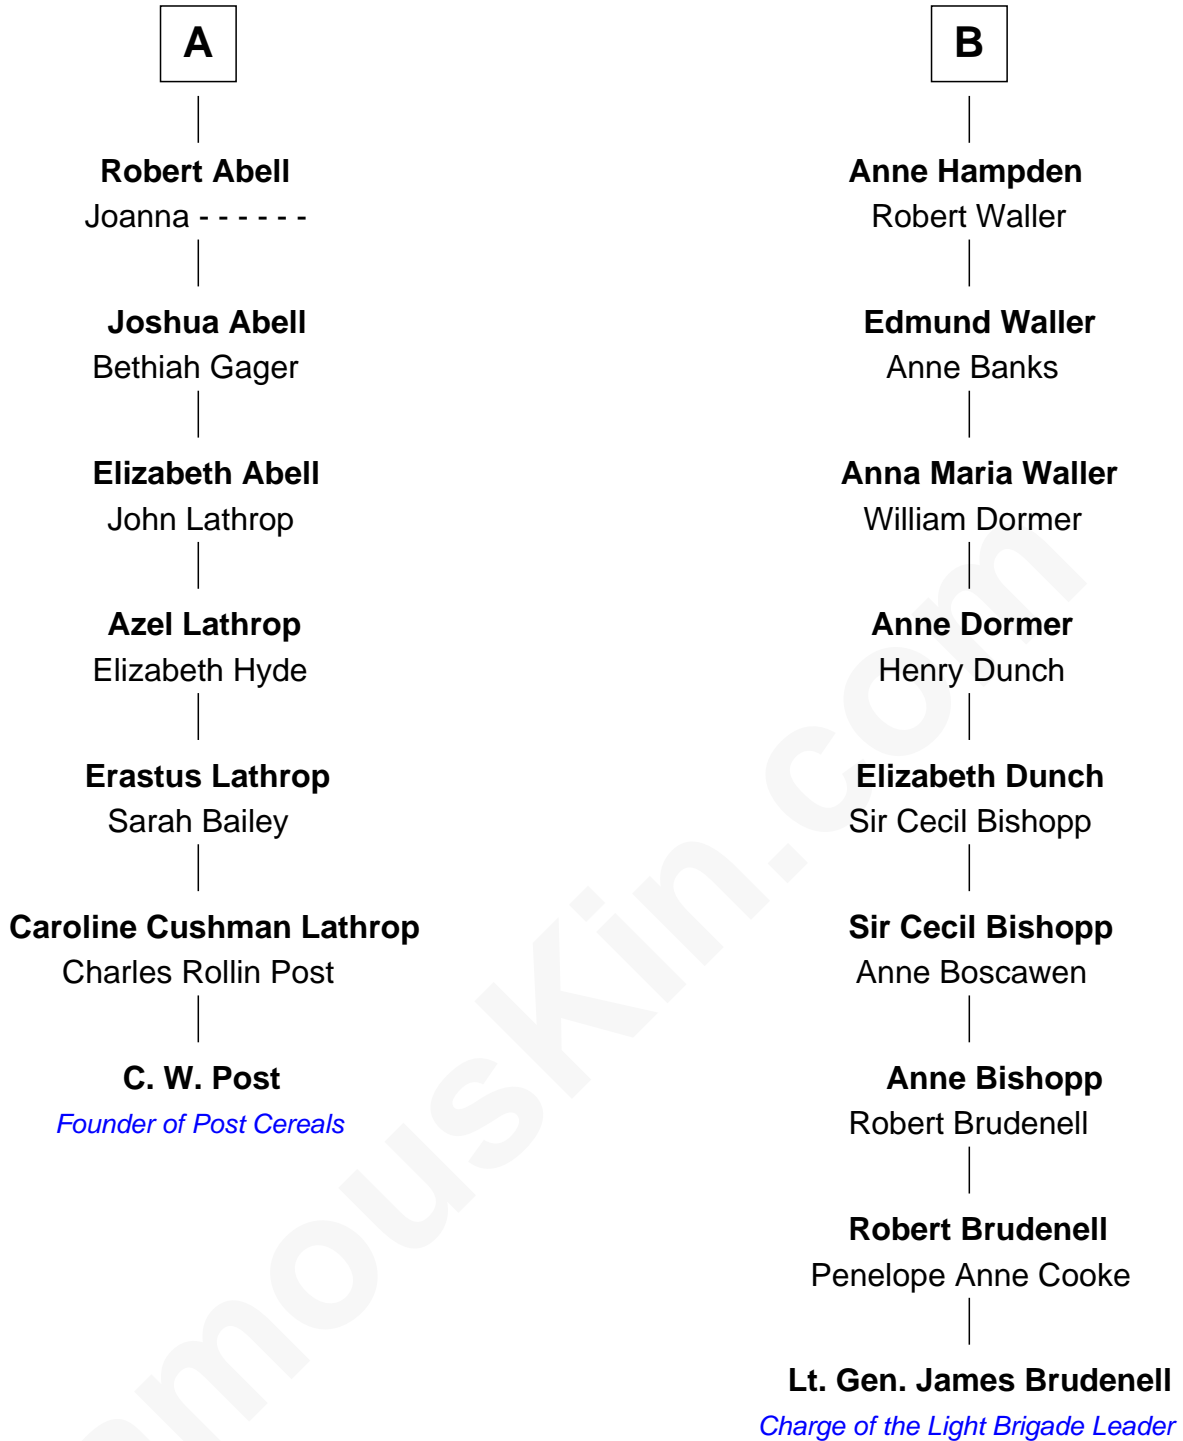 A
Robert Abell
Joanna - - - - - -
Joshua Abell
Bethiah Gager
Elizabeth Abell
John Lathrop
Azel Lathrop
Elizabeth Hyde
Erastus Lathrop
Sarah Bailey
Caroline Cushman Lathrop
Charles Rollin Post
C. W. Post
Founder of Post Cereals
B
Anne Hampden
Robert Waller
Edmund Waller
Anne Banks
Anna Maria Waller
William Dormer
Anne Dormer
Henry Dunch
Elizabeth Dunch
Sir Cecil Bishopp
Sir Cecil Bishopp
Anne Boscawen
Anne Bishopp
Robert Brudenell
Robert Brudenell
Penelope Anne Cooke
Lt. Gen. James Brudenell
Charge of the Light Brigade Leader
amousKin.com